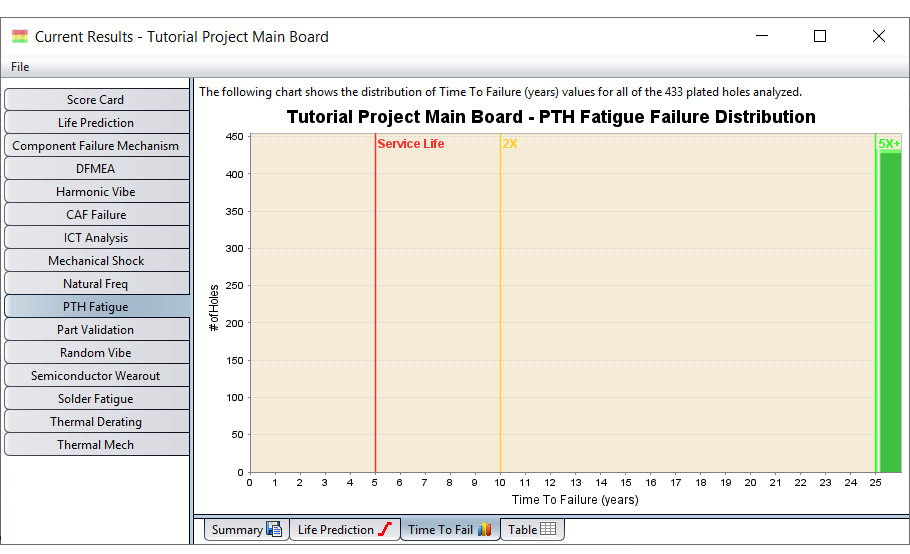 Current Results - Tutorial Project Main Board
File
Score Card
Life Prediction
Component Failure Mechanism
DFMEA
Harmonic Vibe
CAF Failure
ICT Analysis
Mechanical Shock
Natural Freq
PTH Fatigue
Part Validation
Random Vibe
Semiconductor Wearout
Solder Fatigue
Thermal Derating
Thermal Mech
The following chart shows the distribution of Time To Failure (years) values for all of the 433 plated holes analyzed.
Tutorial Project Main Board - PTH Fatigue Failure Distribution
Service Life
2X
5X+
# of Holes
450
400
350
300
250
200
150
100
50
0
0 1 2 3 4 5 6 7 8 9 10 11 12 13 14 15 16 17 18 19 20 21 22 23 24 25
Time To Failure (years)
Summary
Life Prediction
Time To Fail
Table